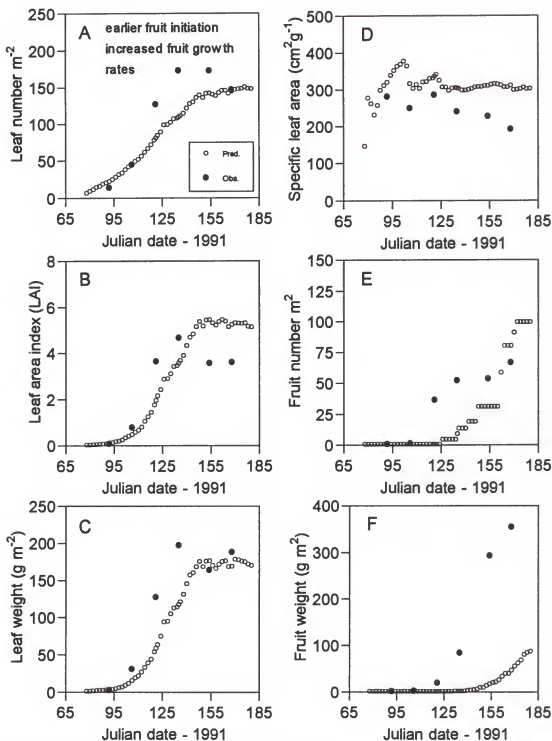 A
earlier fruit initiation
increased fruit growth
rates
Leaf number m-2
250
200
150
100
50
0
Pred.
Obs.
65 95 125 155 185
Julian date - 1991
D
Specific leaf area (cm2g-1)
500
400
300
200
100
0
65 95 125 155 185
Julian date - 1991
B
Leaf area index (LAI)
8
6
4
2
0
65 95 125 155 185
Julian date - 1991
E
Fruit number m2
150
125
100
75
50
25
0
65 95 125 155 185
Julian date - 1991
C
Leaf weight (g m-2)
250
200
150
100
50
0
65 95 125 155 185
Julian date - 1991
F
Fruit weight (g m-2)
400
300
200
100
0
65 95 125 155 185
Julian date - 1991